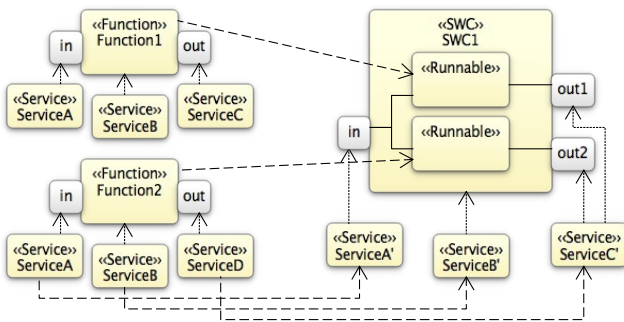 «Function»
Function1
in
out
«Service»
ServiceA
«Service»
ServiceB
«Service»
ServiceC
«Function»
Function2
in
out
«Service»
ServiceA
«Service»
ServiceB
«Service»
ServiceD
«SWC»
SWC1
«Runnable»
«Runnable»
in
out1
out2
«Service»
ServiceA'
«Service»
ServiceB'
«Service»
ServiceC'